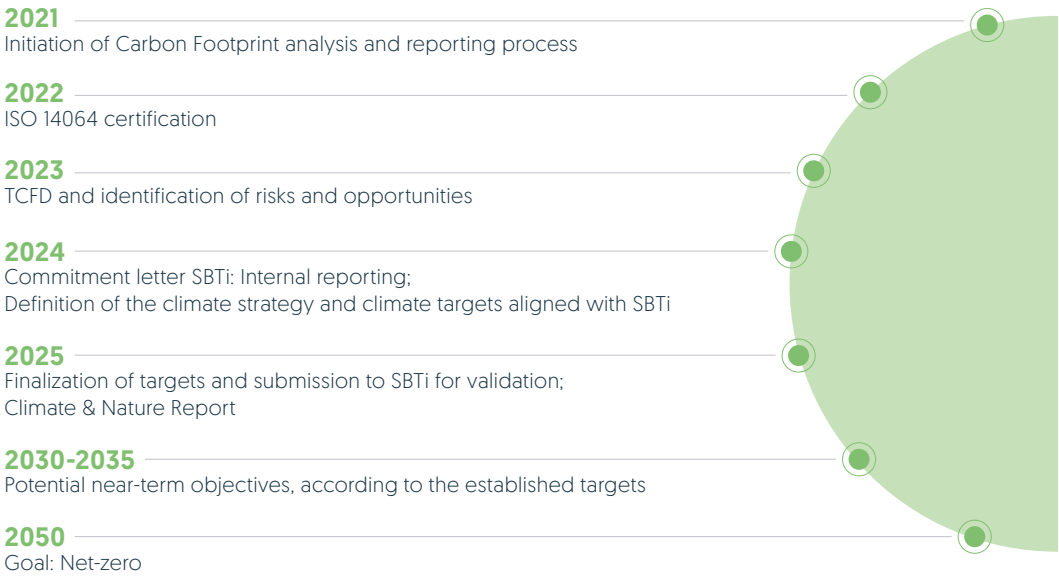 2021
Initiation of Carbon Footprint analysis and reporting process
2022
ISO 14064 certification
2023
TCFD and identification of risks and opportunities
2024
Commitment letter SBTi: Internal reporting;
Definition of the climate strategy and climate targets aligned with SBTi
2025
Finalization of targets and submission to SBTi for validation;
Climate & Nature Report
2030-2035
Potential near-term objectives, according to the established targets
2050
Goal: Net-zero